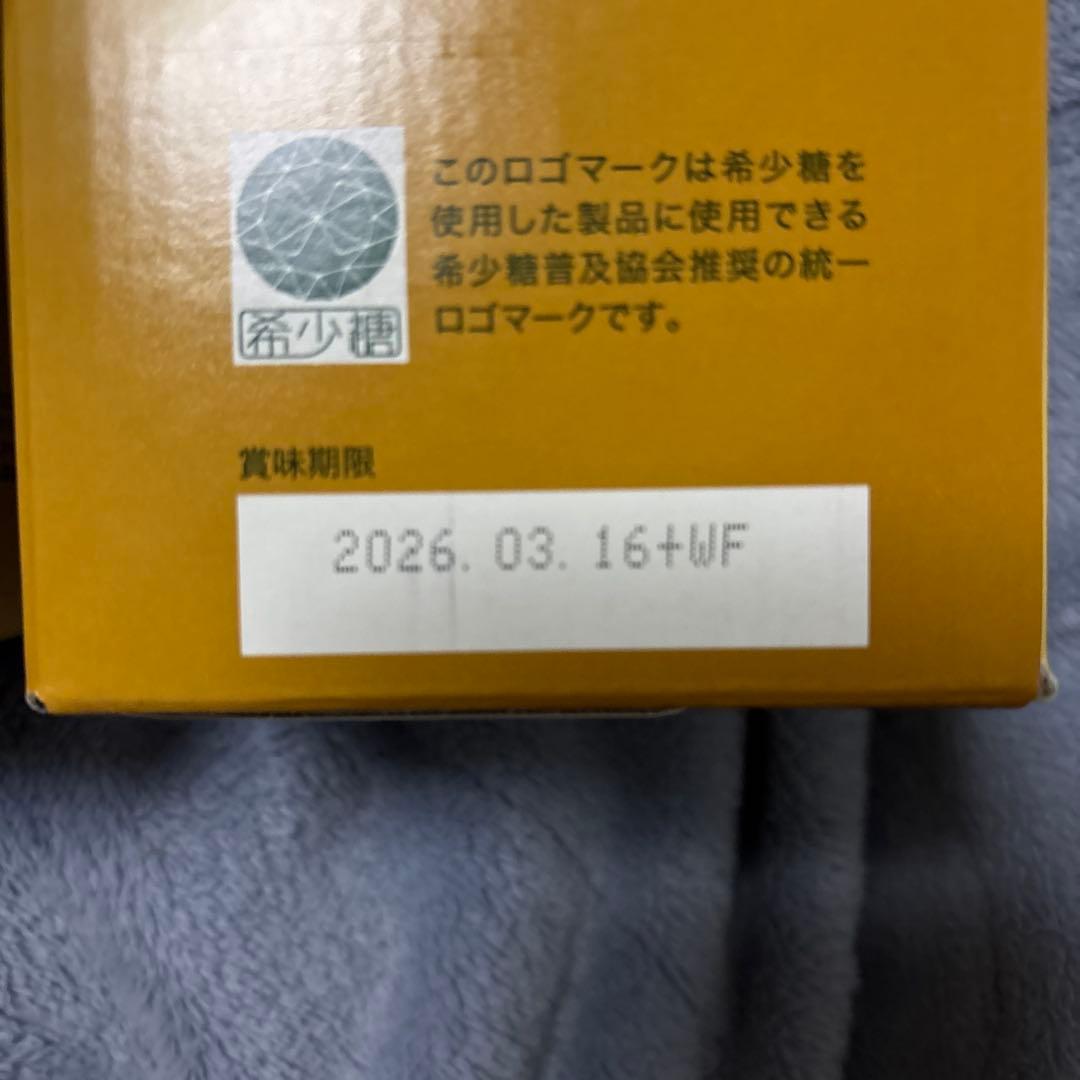 このロゴマークは希少糖を
使用した製品に使用できる
希少糖普及協会推奨の統一
ロゴマークです。
希少糖
賞味期限
2026. 03. 16+WF